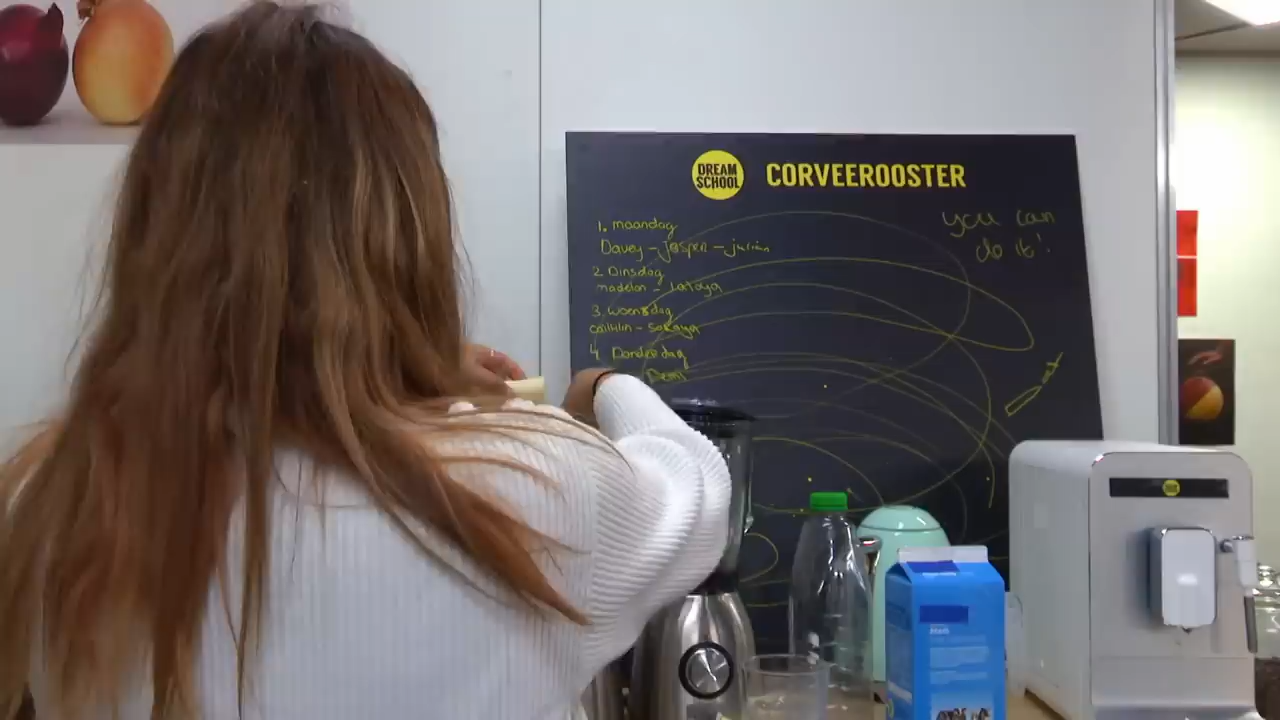 DREAM
SCHOOL
CORVEEROOSTER
you can
do it!
1. maandag
Davey - jesper - julian
2. Dinsdag
madelon - Latoya
3. Woensdag
4. Donderdag
Demi